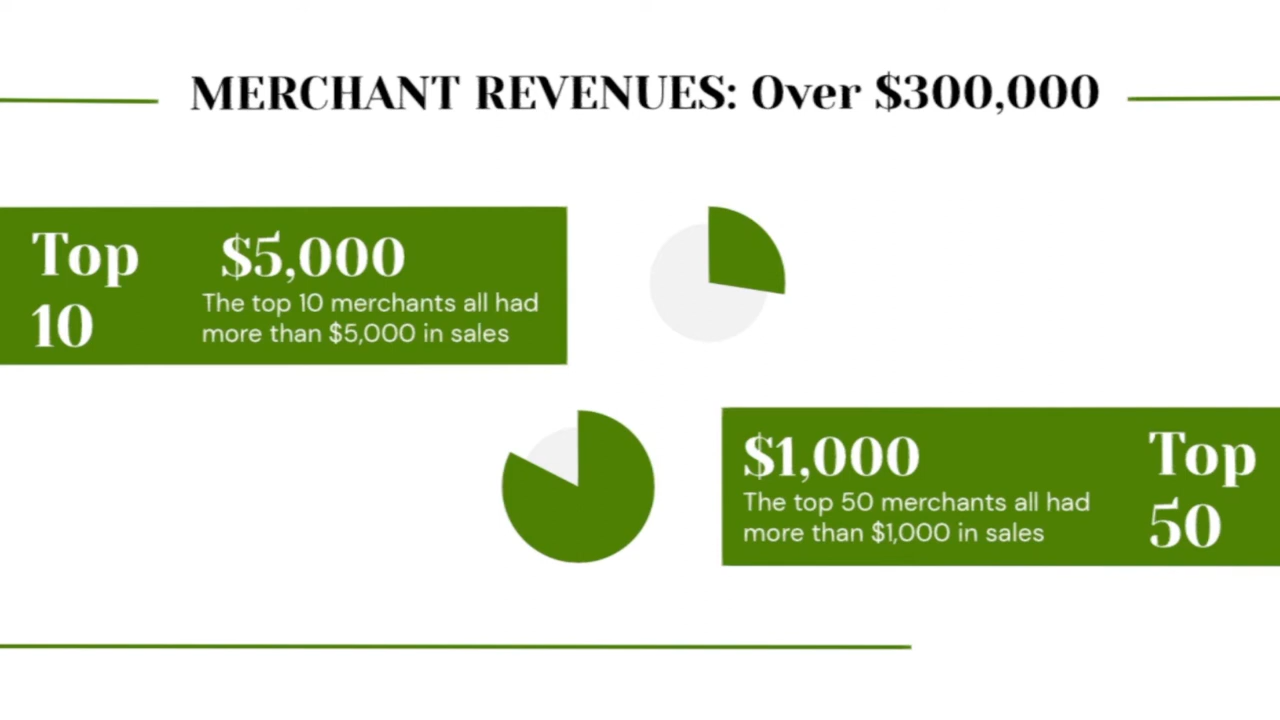 MERCHANT REVENUES: Over $300,000
Top
10
$5,000
The top 10 merchants all had
more than $5,000 in sales
$1,000
The top 50 merchants all had
more than $1,000 in sales
Top
50